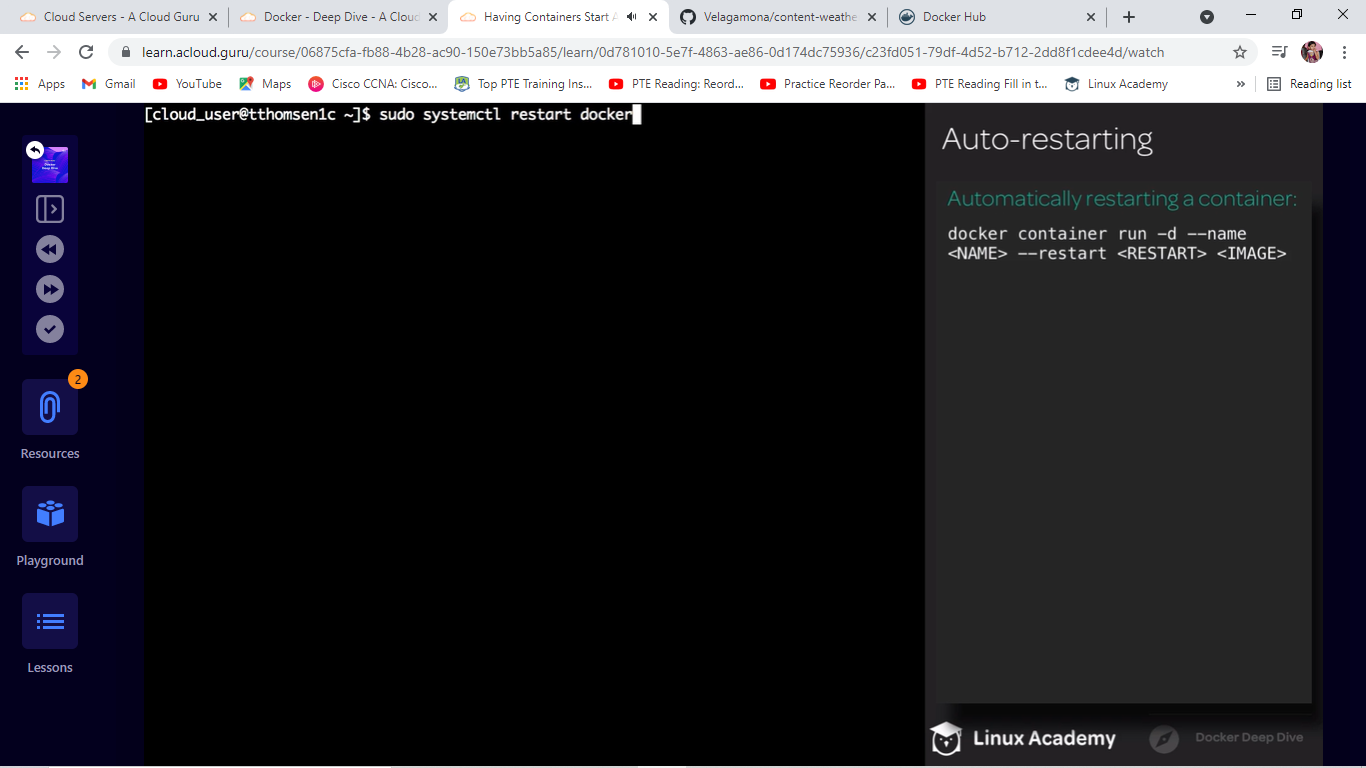 Cloud Servers - A Cloud Guru
Docker - Deep Dive - A Cloud
Having Containers Start A
Velagamona/content-weathe
Docker Hub
learn.acloud.guru/course/06875cfa-fb88-4b28-ac90-150e73bb5a85/learn/0d781010-5e7f-4863-ae86-0d174dc75936/c23fd051-79df-4d52-b712-2dd8f1cdee4d/watch
Apps
Gmail
YouTube
Maps
Cisco CCNA: Cisco...
Top PTE Training Ins...
PTE Reading: Reord...
Practice Reorder Pa...
PTE Reading Fill in t...
Linux Academy
»
Reading list
[cloud_user@tthomsen1c ~]$ sudo systemctl restart docker
Docker
Deep Dive
2
Resources
Playground
Lessons
Auto-restarting
Automatically restarting a container:
docker container run -d --name
<NAME> --restart <RESTART> <IMAGE>
Linux Academy
Docker Deep Dive